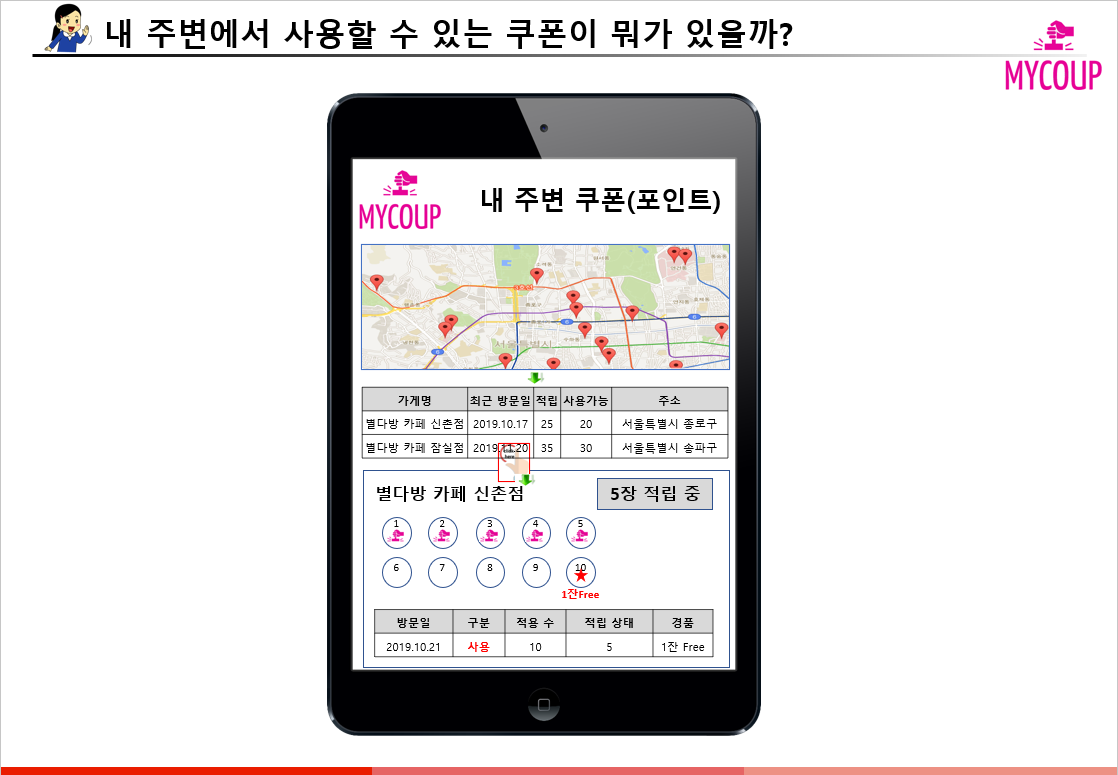 내 주변에서 사용할 수 있는 쿠폰이 뭐가 있을까?
MYCOUP
MYCOUP
내 주변 쿠폰(포인트)
서울특별시
가게명 최근 방문일 적립 사용가능 주소
별다방 카페 신촌점 2019.10.17 25 20 서울특별시 종로구
별다방 카페 잠실점 35 30 서울특별시 송파구
here
별다방 카페 신촌점 5장 적립 중
1 2 3 4 5
6 7 8 9 10
1잔Free
방문일 구분 적용 수 적립 상태 경품
2019.10.21 사용 10 5 1잔 Free